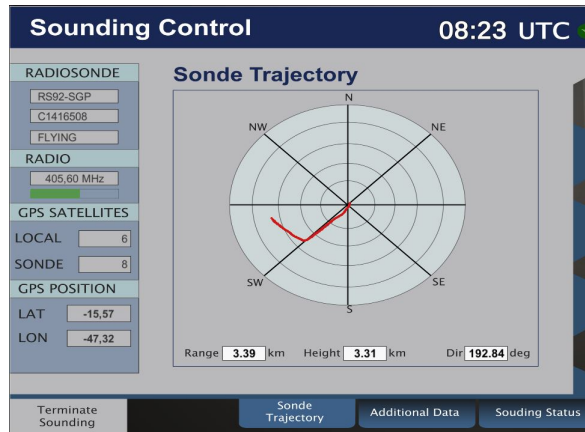 Sounding Control
08:23 UTC
RADIOSONDE
RS92-SGP
C1416508
FLYING
RADIO
405,60 MHz
GPS SATELLITES
LOCAL 6
SONDE 8
GPS POSITION
LAT -15,57
LON -47,32
Sonde Trajectory
N
NW NE
SW SE
S
Range 3.39 km Height 3.31 km Dir 192.84 deg
Terminate
Sounding
Sonde
Trajectory
Additional Data
Souding Status